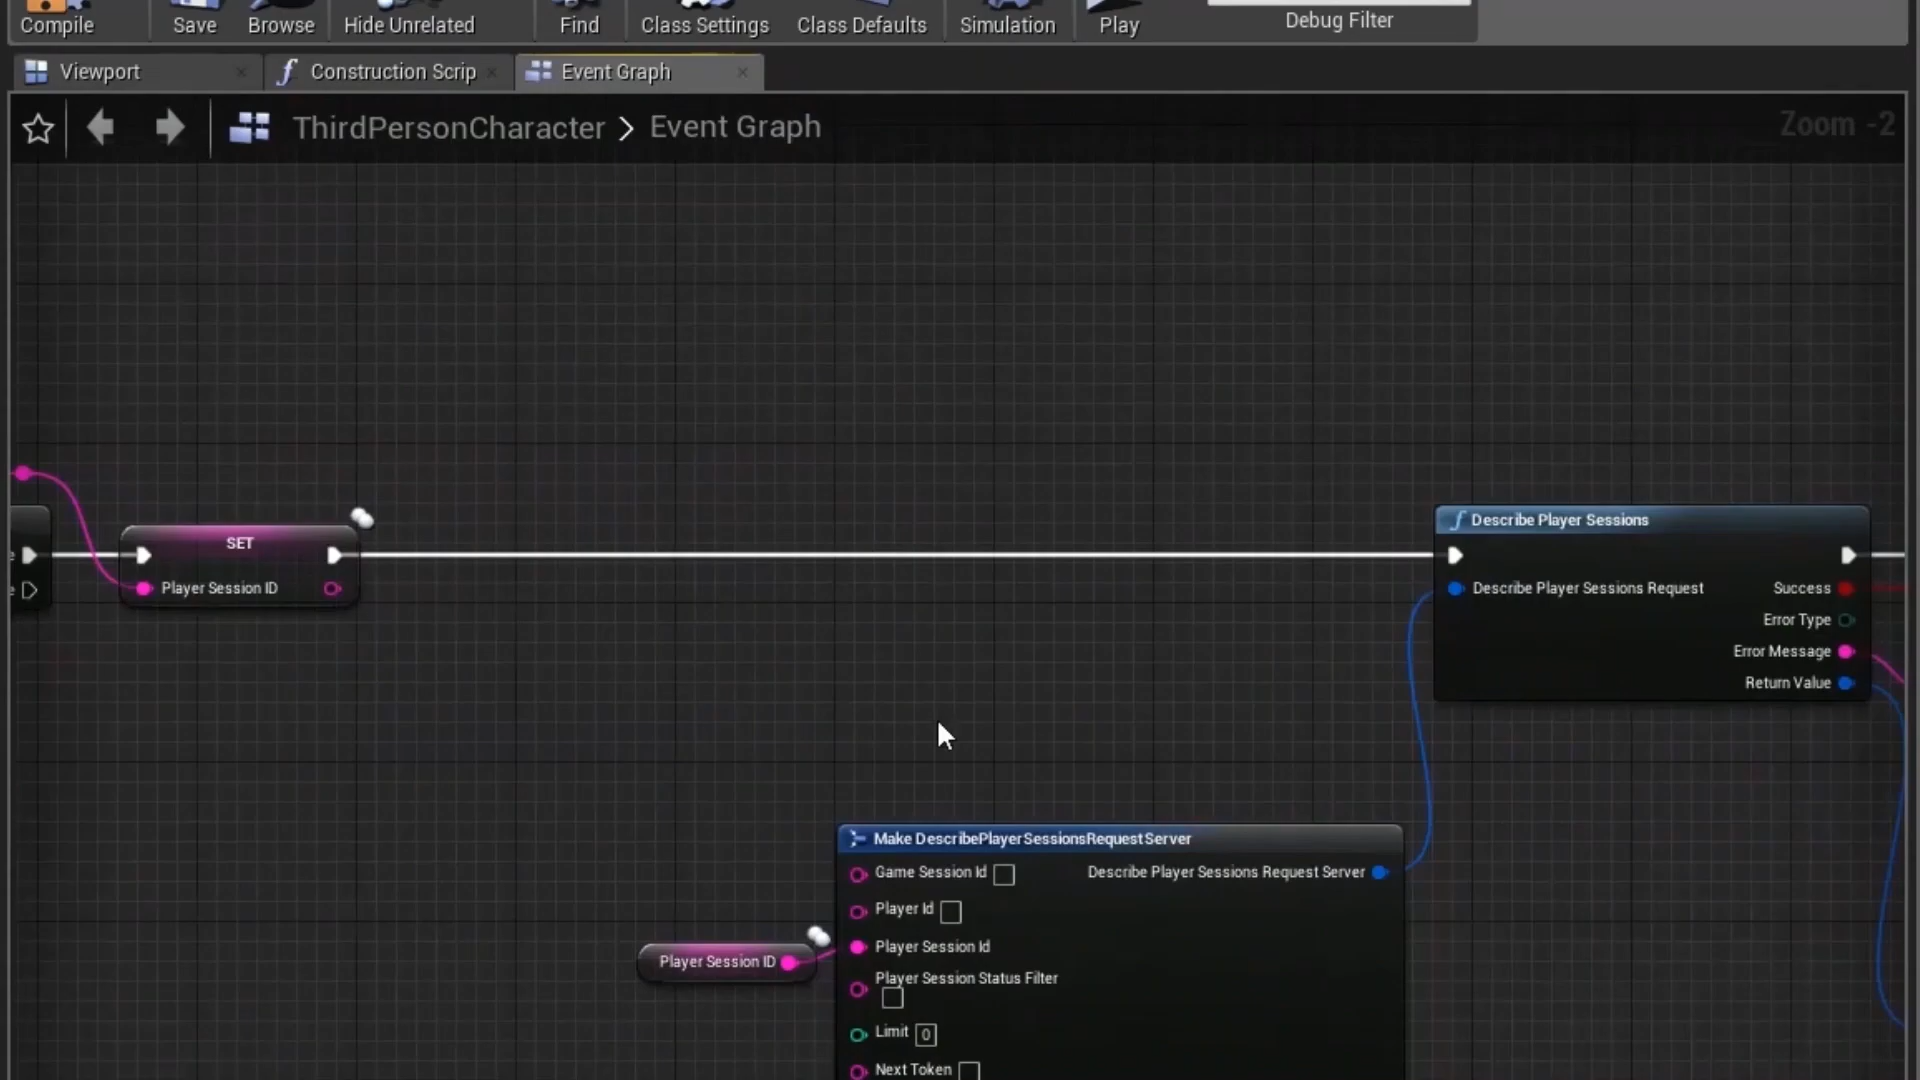 Compile
Save
Browse
Hide Unrelated
Find
Class Settings
Class Defaults
Simulation
Play
Debug Filter
Viewport
Construction Scrip
Event Graph
ThirdPersonCharacter > Event Graph
Zoom -2
SET
Player Session ID
Describe Player Sessions
Describe Player Sessions Request
Success
Error Type
Error Message
Return Value
Make DescribePlayerSessionsRequestServer
Game Session Id
Describe Player Sessions Request Server
Player Id
Player Session Id
Player Session ID
Player Session Status Filter
Limit 0
Next Token